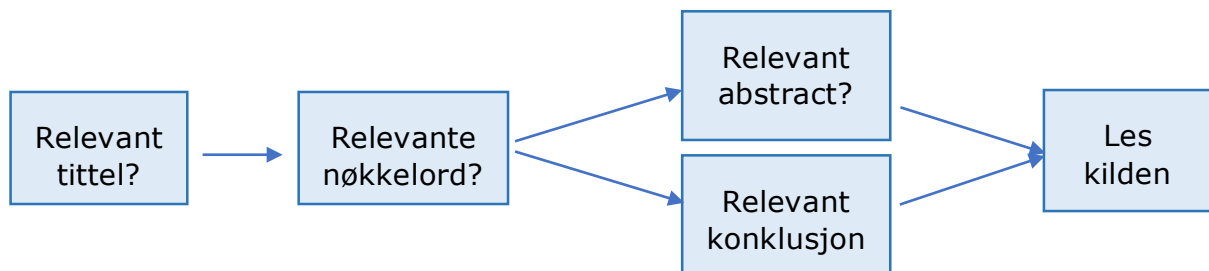 Relevant
tittel?
Relevante
nøkkelord?
Relevant
abstract?
Relevant
konklusjon
Les
kilden